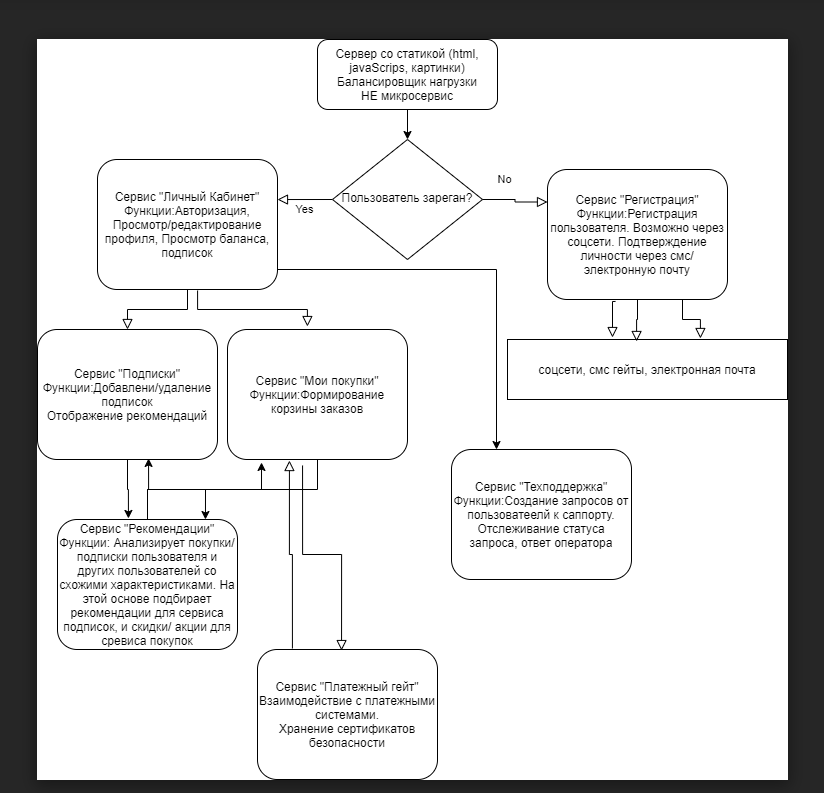 Сервер со статикой (html,
javaScrips, картинки)
Балансировщик нагрузки
НЕ микросервис
Пользователь зареган?
Yes
No
Сервис "Личный Кабинет"
Функции:Авторизация,
Просмотр/редактирование
профиля, Просмотр баланса,
подписок
Сервис "Регистрация"
Функции:Регистрация
пользователя. Возможно через
соцсети. Подтверждение
личности через смс/
электронную почту
соцсети, смс гейты, электронная почта
Сервис "Подписки"
Функции:Добавлени/удаление
подписок
Отображение рекомендаций
Сервис "Мои покупки"
Функции:Формирование
корзины заказов
Сервис "Техподдержка"
Функции:Создание запросов от
пользователй к саппорту.
Отслеживание статуса
запроса, ответ оператора
Сервис "Рекомендации"
Функции: Анализирует покупки/
подписки пользователя и
других пользователей со
схожими характеристиками. На
этой основе подбирает
рекомендации для сервиса
подписок, и скидки/ акции для
сревиса покупок
Сервис "Платежный гейт"
Взаимодействие с платежными
системами.
Хранение сертификатов
безопасности